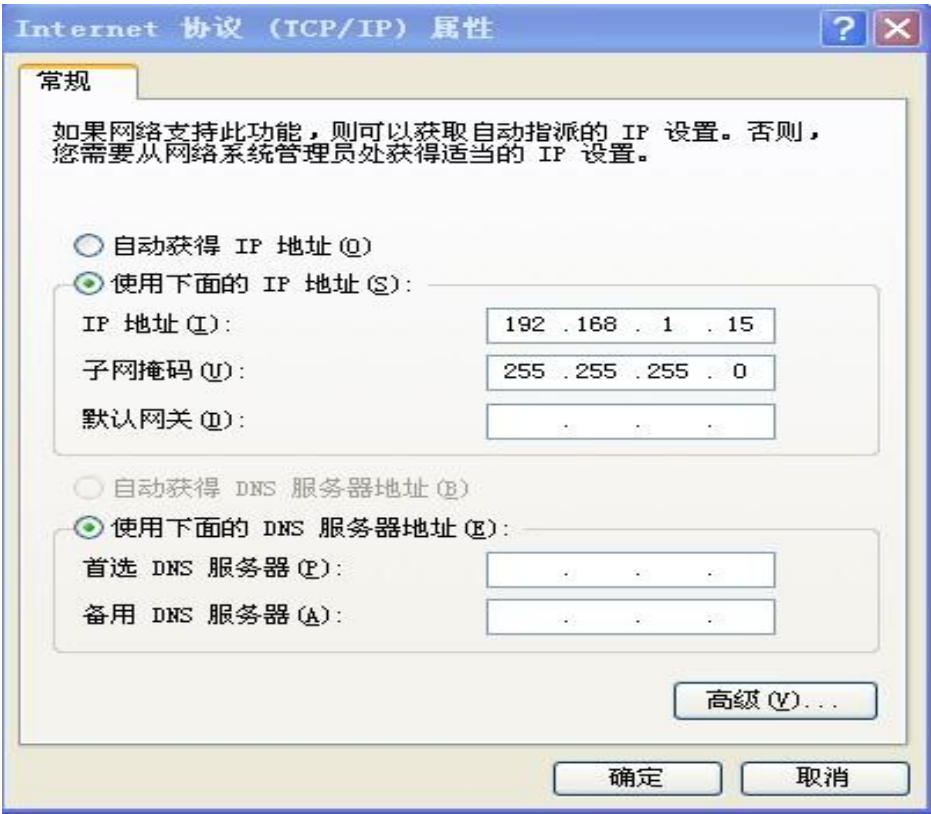 Internet 协议 (TCP/IP) 属性
常规
如果网络支持此功能，则可以获取自动指派的 IP 设置。否则，
您需要从网络系统管理员处获得适当的 IP 设置。
自动获得 IP 地址(O)
使用下面的 IP 地址(S):
IP 地址(I): 192 .168 . 1 . 15
子网掩码(U): 255 .255 .255 . 0
默认网关(D): . . .
自动获得 DNS 服务器地址(B)
使用下面的 DNS 服务器地址(E):
首选 DNS 服务器(P): . . .
备用 DNS 服务器(A): . . .
高级(V)...
确定 取消